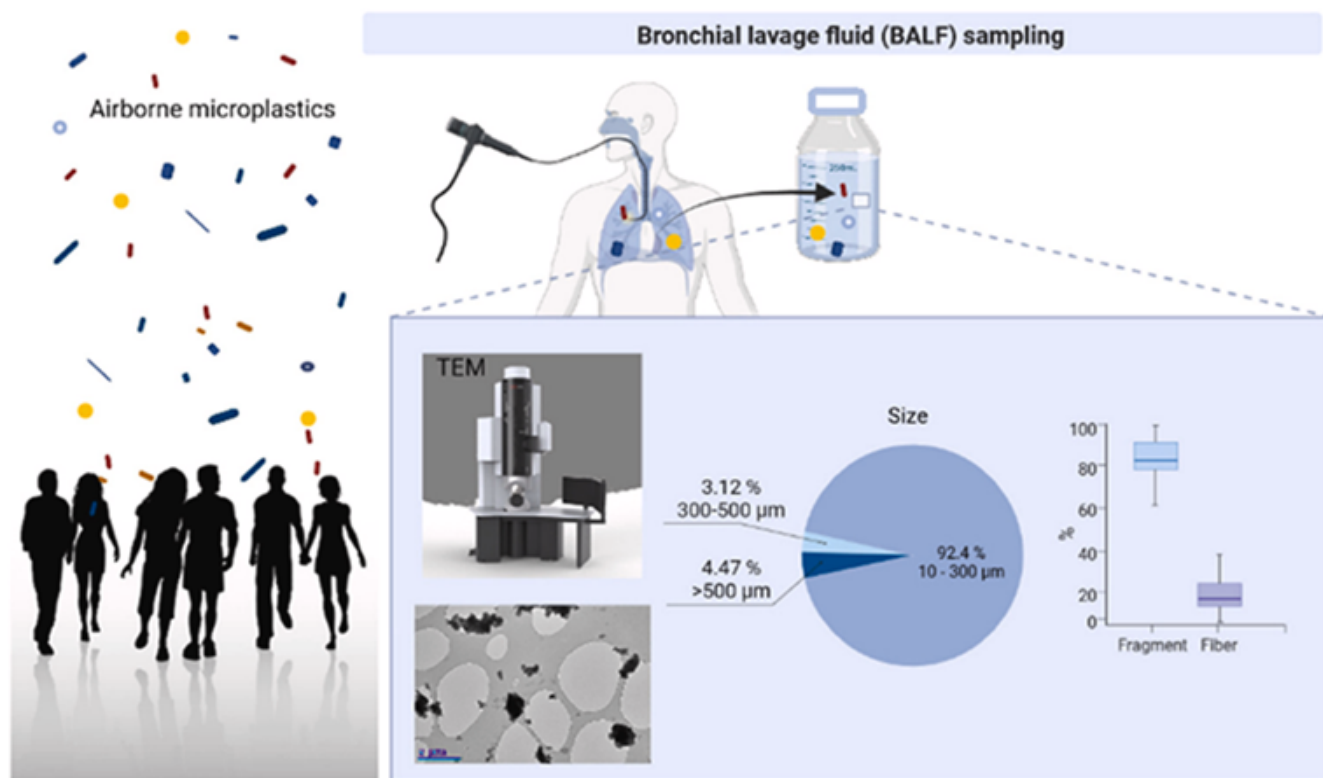 Bronchial lavage fluid (BALF) sampling
Airborne microplastics
TEM
Size
3.12 %
300-500 µm
4.47 %
>500 µm
92.4 %
10 - 300 µm
%
100
80
60
40
20
0
Fragment
Fiber